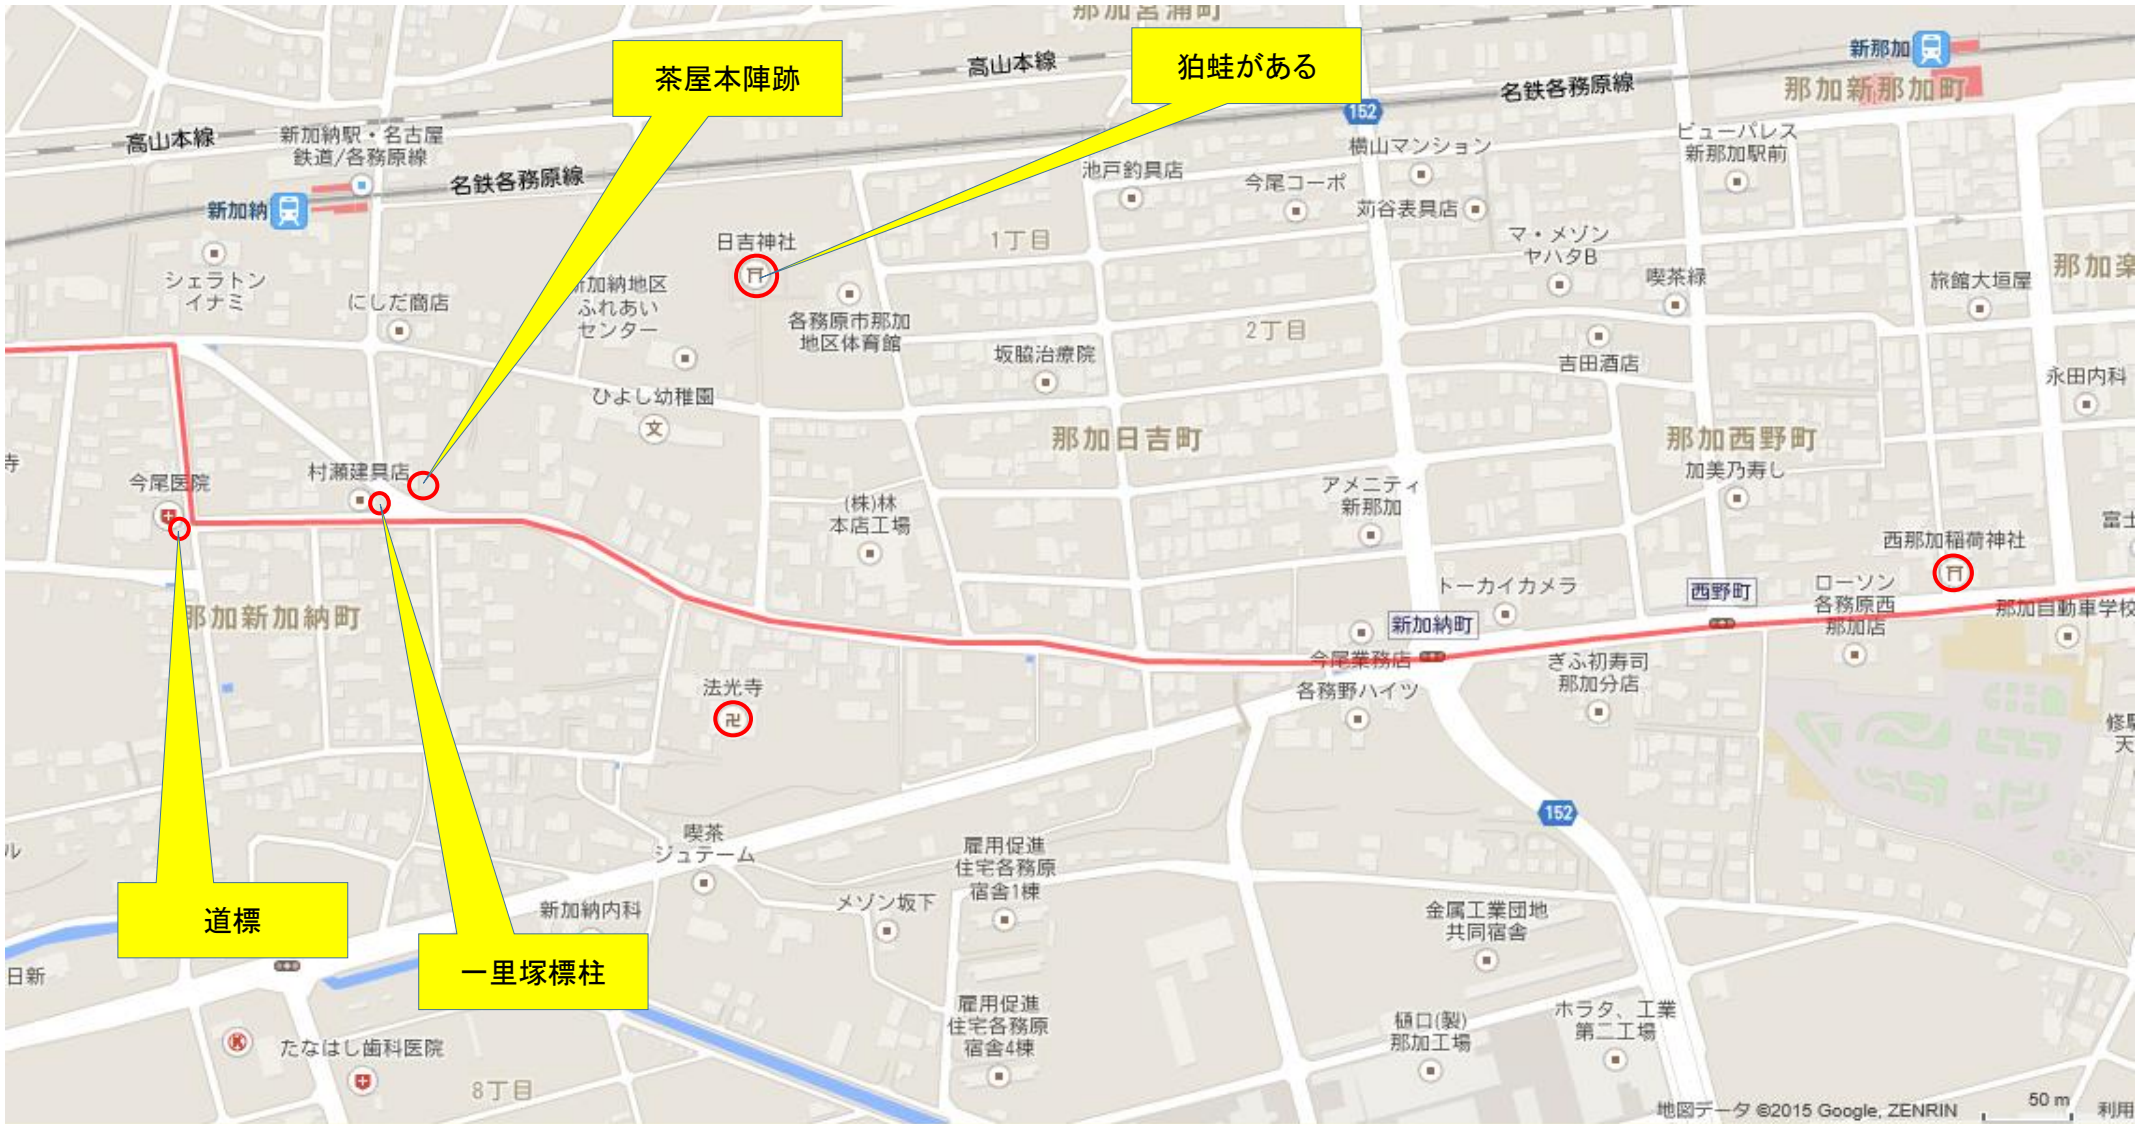 那加宮浦町
茶屋本陣跡
狛蛙がある
高山本線
新那加
名鉄各務原線
那加新那加町
152
高山本線
新加納駅・名古屋
鉄道/各務原線
名鉄各務原線
新加納
横山マンション
ビューパレス
新那加駅前
池戸釣具店
今尾コーポ
苅谷表具店
日吉神社
1丁目
マ・メゾン
ヤハタB
シェラトン
イナミ
にしだ商店
新加納地区
ふれあい
センター
喫茶緑
旅館大垣屋
那加楽
各務原市那加
地区体育館
2丁目
坂脇治療院
吉田酒店
永田内科
ひよし幼稚園
文
那加日吉町
那加西野町
寺
今尾医院
村瀬建具店
加美乃寿し
(株)林
本店工場
アメニティ
新那加
富士
西那加稲荷神社
トーカイカメラ
西野町
ローソン
各務原西
那加店
那加自動車学校
那加新加納町
新加納町
今尾業務店
ぎふ初寿司
那加分店
法光寺
卍
各務野ハイツ
天
152
喫茶
ジュテーム
雇用促進
住宅各務原
宿舎1棟
ル
メゾン坂下
新加納内科
道標
金属工業団地
共同宿舎
一里塚標柱
日新
雇用促進
住宅各務原
宿舎4棟
樋口(製)
那加工場
ホラタ、工業
第二工場
たなはし歯科医院
8丁目
地図データ ©2015 Google, ZENRIN
50 m
利用